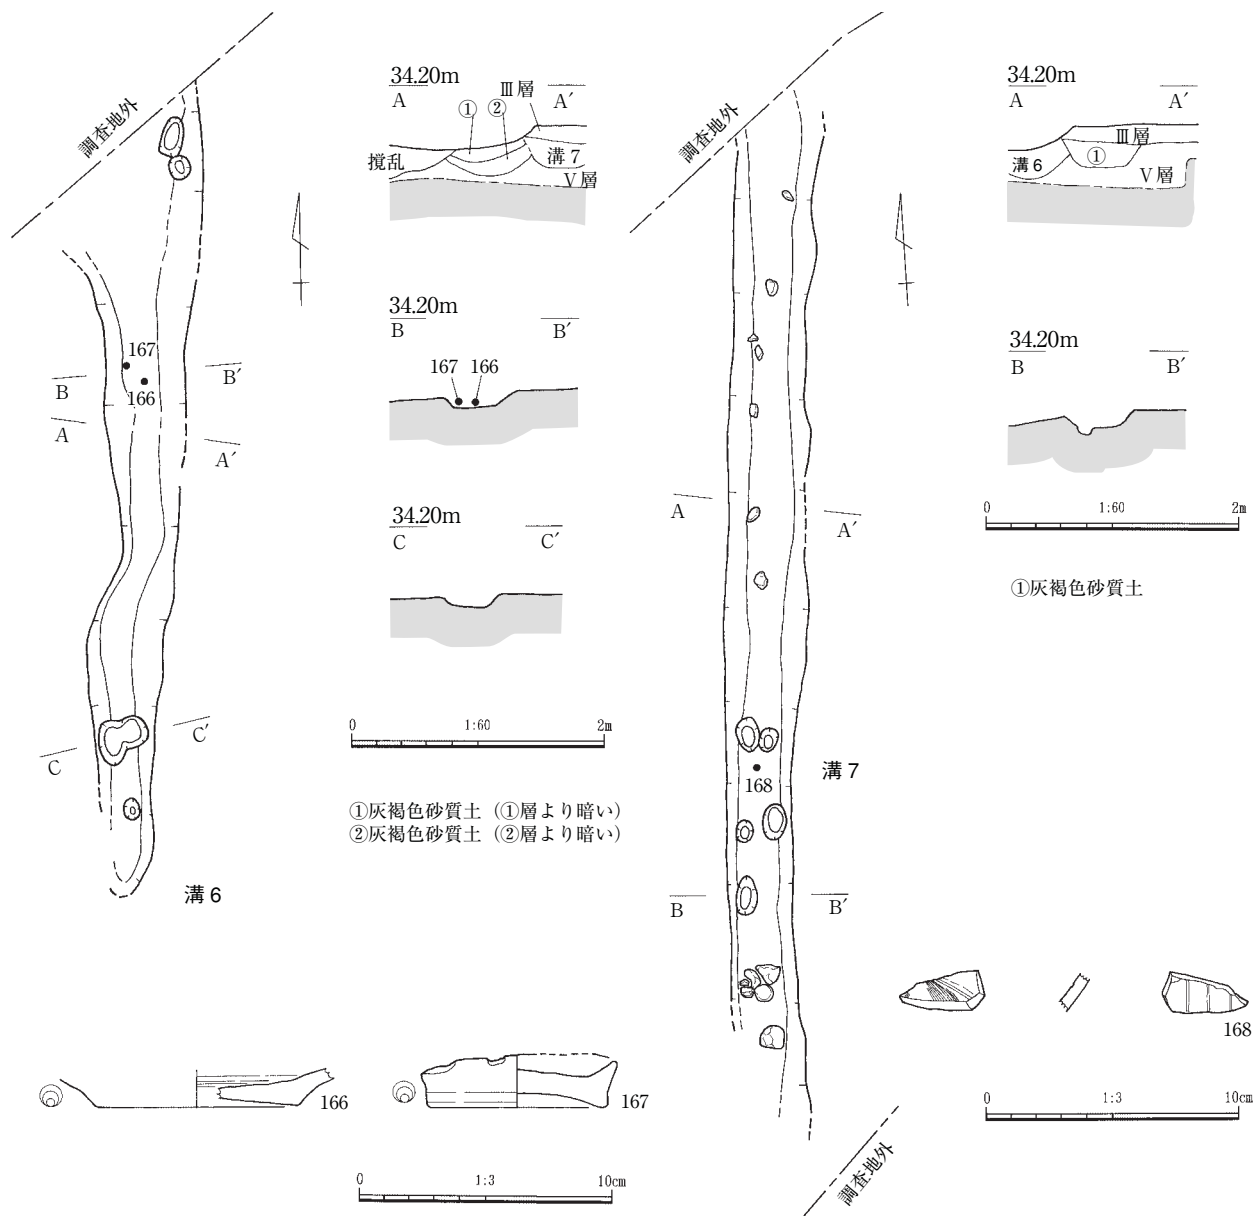 調査地外
167
166
B
B′
A
A′
C
C′
溝6
34.20m
A
A′
①
②
Ⅲ層
撹乱
溝7
Ⅴ層
34.20m
B
B′
167
166
34.20m
C
C′
0
1:60
2m
①灰褐色砂質土（①層より暗い）
②灰褐色砂質土（②層より暗い）
166
167
0
1:3
10cm
調査地外
A
A′
溝7
168
B
B′
調査地外
34.20m
A
A′
Ⅲ層
溝6
①
Ⅴ層
34.20m
B
B′
0
1:60
2m
①灰褐色砂質土
168
0
1:3
10cm